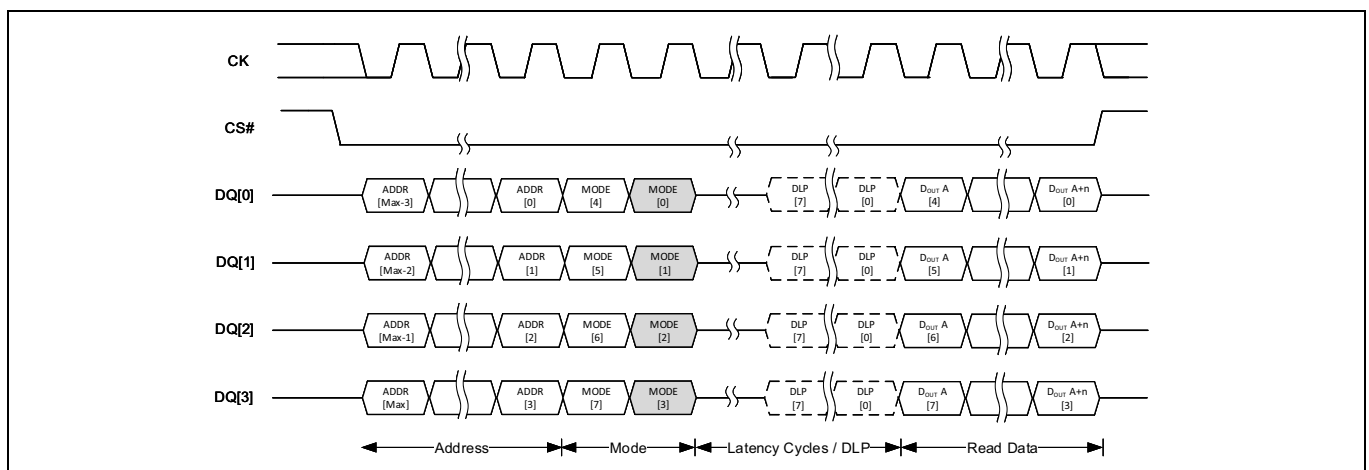 CK
CS#
DQ[0] ADDR [Max-3] ADDR [0] MODE [4] MODE [0] DLP [7] DLP [0] DOUT A [4] DOUT A+n [0]
DQ[1] ADDR [Max-2] ADDR [1] MODE [5] MODE [1] DLP [7] DLP [0] DOUT A [5] DOUT A+n [1]
DQ[2] ADDR [Max-1] ADDR [2] MODE [6] MODE [2] DLP [7] DLP [0] DOUT A [6] DOUT A+n [2]
DQ[3] ADDR [Max] ADDR [3] MODE [7] MODE [3] DLP [7] DLP [0] DOUT A [7] DOUT A+n [3]
Address Mode Latency Cycles / DLP Read Data